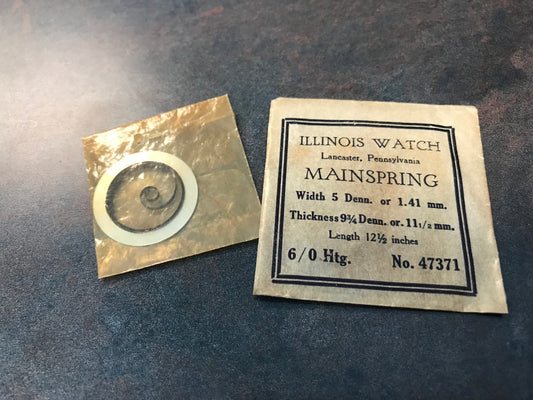 ILLINOIS WATCH
Lancaster, Pennsylvania
MAINSPRING
Width 5 Denn. or 1.41 mm.
Thickness 9¾ Denn. or. 11½ mm.
Length 12½ inches
6/0 Htg. No. 47371